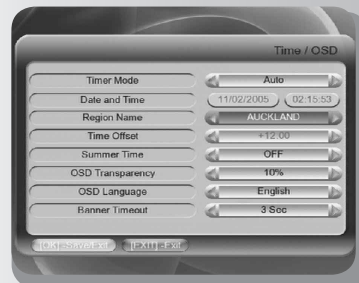 Time / OSD
Timer Mode Auto
Date and Time 11/02/2005 02:15:53
Region Name AUCKLAND
Time Offset +12:00
Summer Time OFF
OSD Transparency 10%
OSD Language English
Banner Timeout 3 Sec
[OK] -Save/Exit [EXIT] -Exit